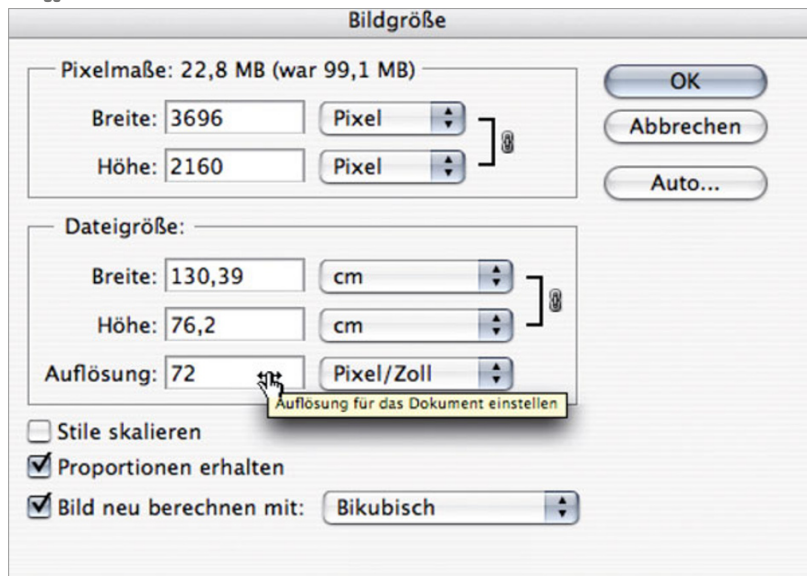 Bildgröße
Pixelmaße: 22,8 MB (war 99,1 MB)
Breite: 3696 Pixel
Höhe: 2160 Pixel
OK
Abbrechen
Auto...
Dateigröße:
Breite: 130,39 cm
Höhe: 76,2 cm
Auflösung: 72 Pixel/Zoll
Auflösung für das Dokument einstellen
Stile skalieren
Proportionen erhalten
Bild neu berechnen mit: Bikubisch